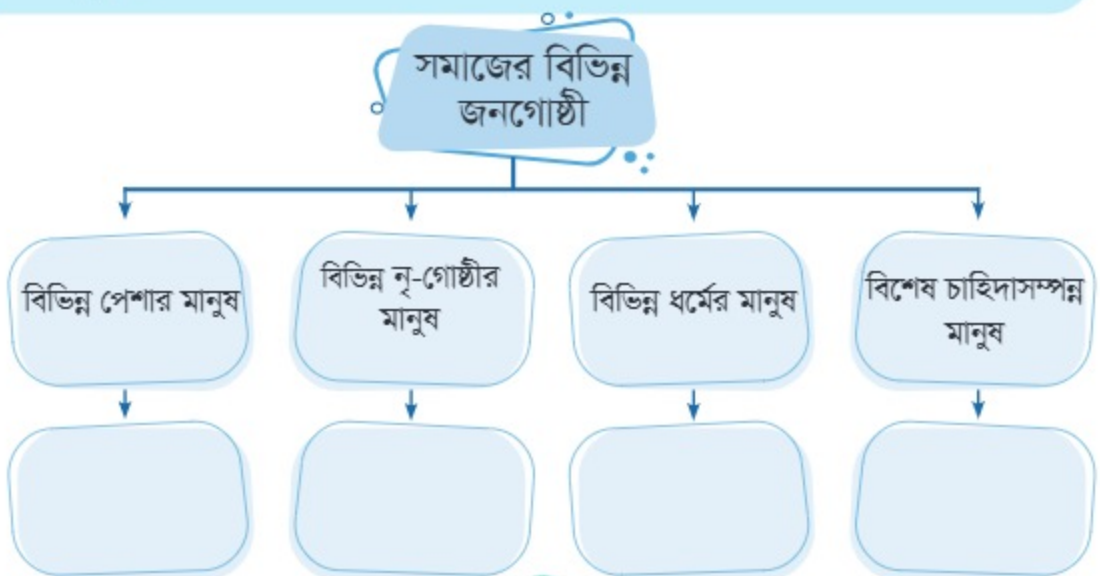 সমাজের বিভিন্ন
জনগোষ্ঠী
বিভিন্ন পেশার মানুষ
বিভিন্ন নৃ-গোষ্ঠীর
মানুষ
বিভিন্ন ধর্মের মানুষ
বিশেষ চাহিদাসম্পন্ন
মানুষ